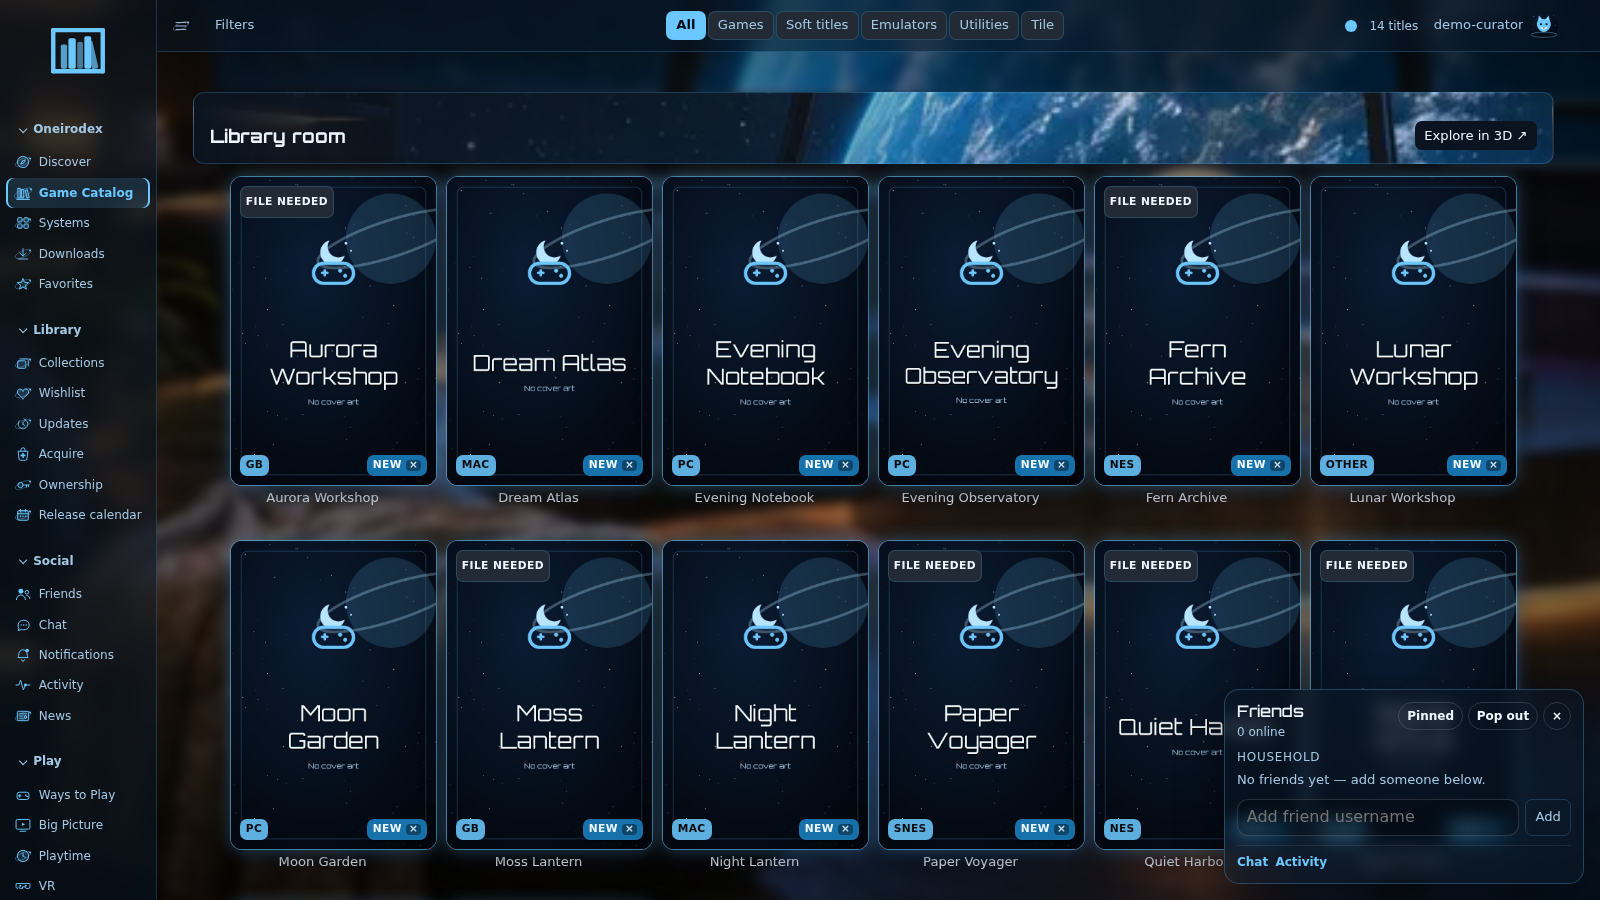 Filters
All
Games
Soft titles
Emulators
Utilities
Tile
14 titles
demo-curator
Oneirodex
Discover
Game Catalog
Systems
Downloads
Favorites
Library
Collections
Wishlist
Updates
Acquire
Ownership
Release calendar
Social
Friends
Chat
Notifications
Activity
News
Play
Ways to Play
Big Picture
Playtime
VR
Library room
Explore in 3D ↗
FILE NEEDED
Aurora
Workshop
No cover art
GB
NEW ×
Aurora Workshop
Dream Atlas
No cover art
MAC
NEW ×
Dream Atlas
Evening
Notebook
No cover art
PC
NEW ×
Evening Notebook
Evening
Observatory
No cover art
PC
NEW ×
Evening Observatory
FILE NEEDED
Fern
Archive
No cover art
NES
NEW ×
Fern Archive
Lunar
Workshop
No cover art
OTHER
NEW ×
Lunar Workshop
Moon
Garden
No cover art
PC
NEW ×
Moon Garden
FILE NEEDED
Moss
Lantern
No cover art
GB
NEW ×
Moss Lantern
Night
Lantern
No cover art
MAC
NEW ×
Night Lantern
FILE NEEDED
Paper
Voyager
No cover art
SNES
NEW ×
Paper Voyager
FILE NEEDED
Quiet Ha
No cover art
NES
Quiet Harbo
FILE NEEDED
Friends
0 online
Pinned
Pop out
×
HOUSEHOLD
No friends yet — add someone below.
Add friend username
Add
Chat Activity